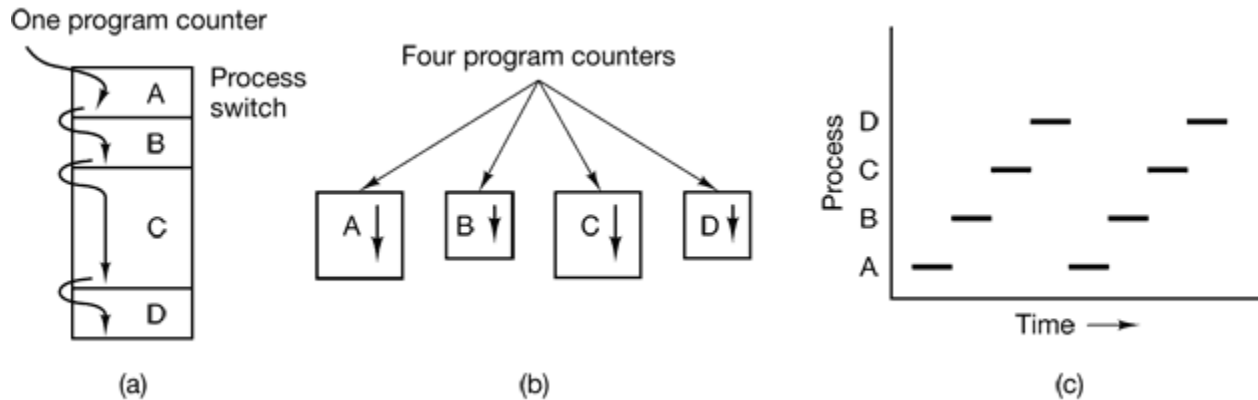 One program counter
A
Process
switch
B
C
D
(a)
Four program counters
A
B
C
D
(b)
Process
D
C
B
A
Time
(c)